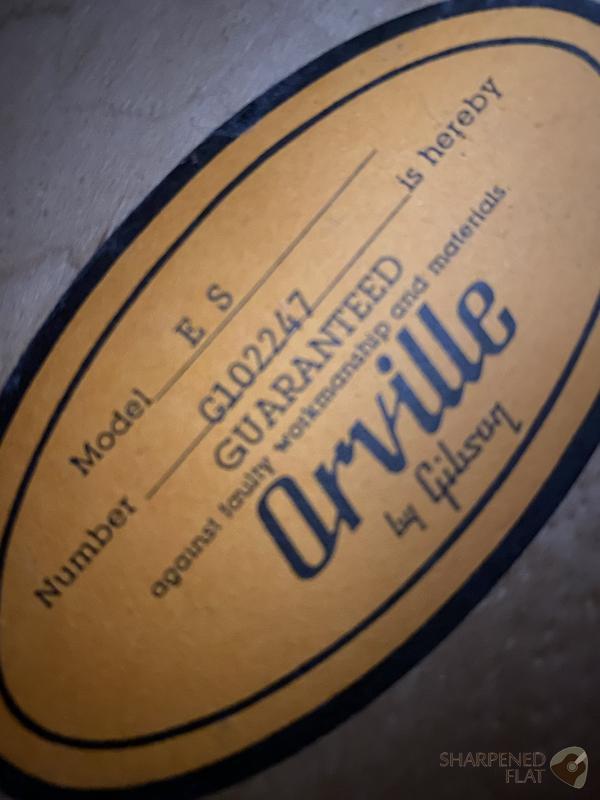 Model E S
Number G102247 is hereby
GUARANTEED
against faulty workmanship and materials.
Orville
by Gibson
SHARPENED
FLAT